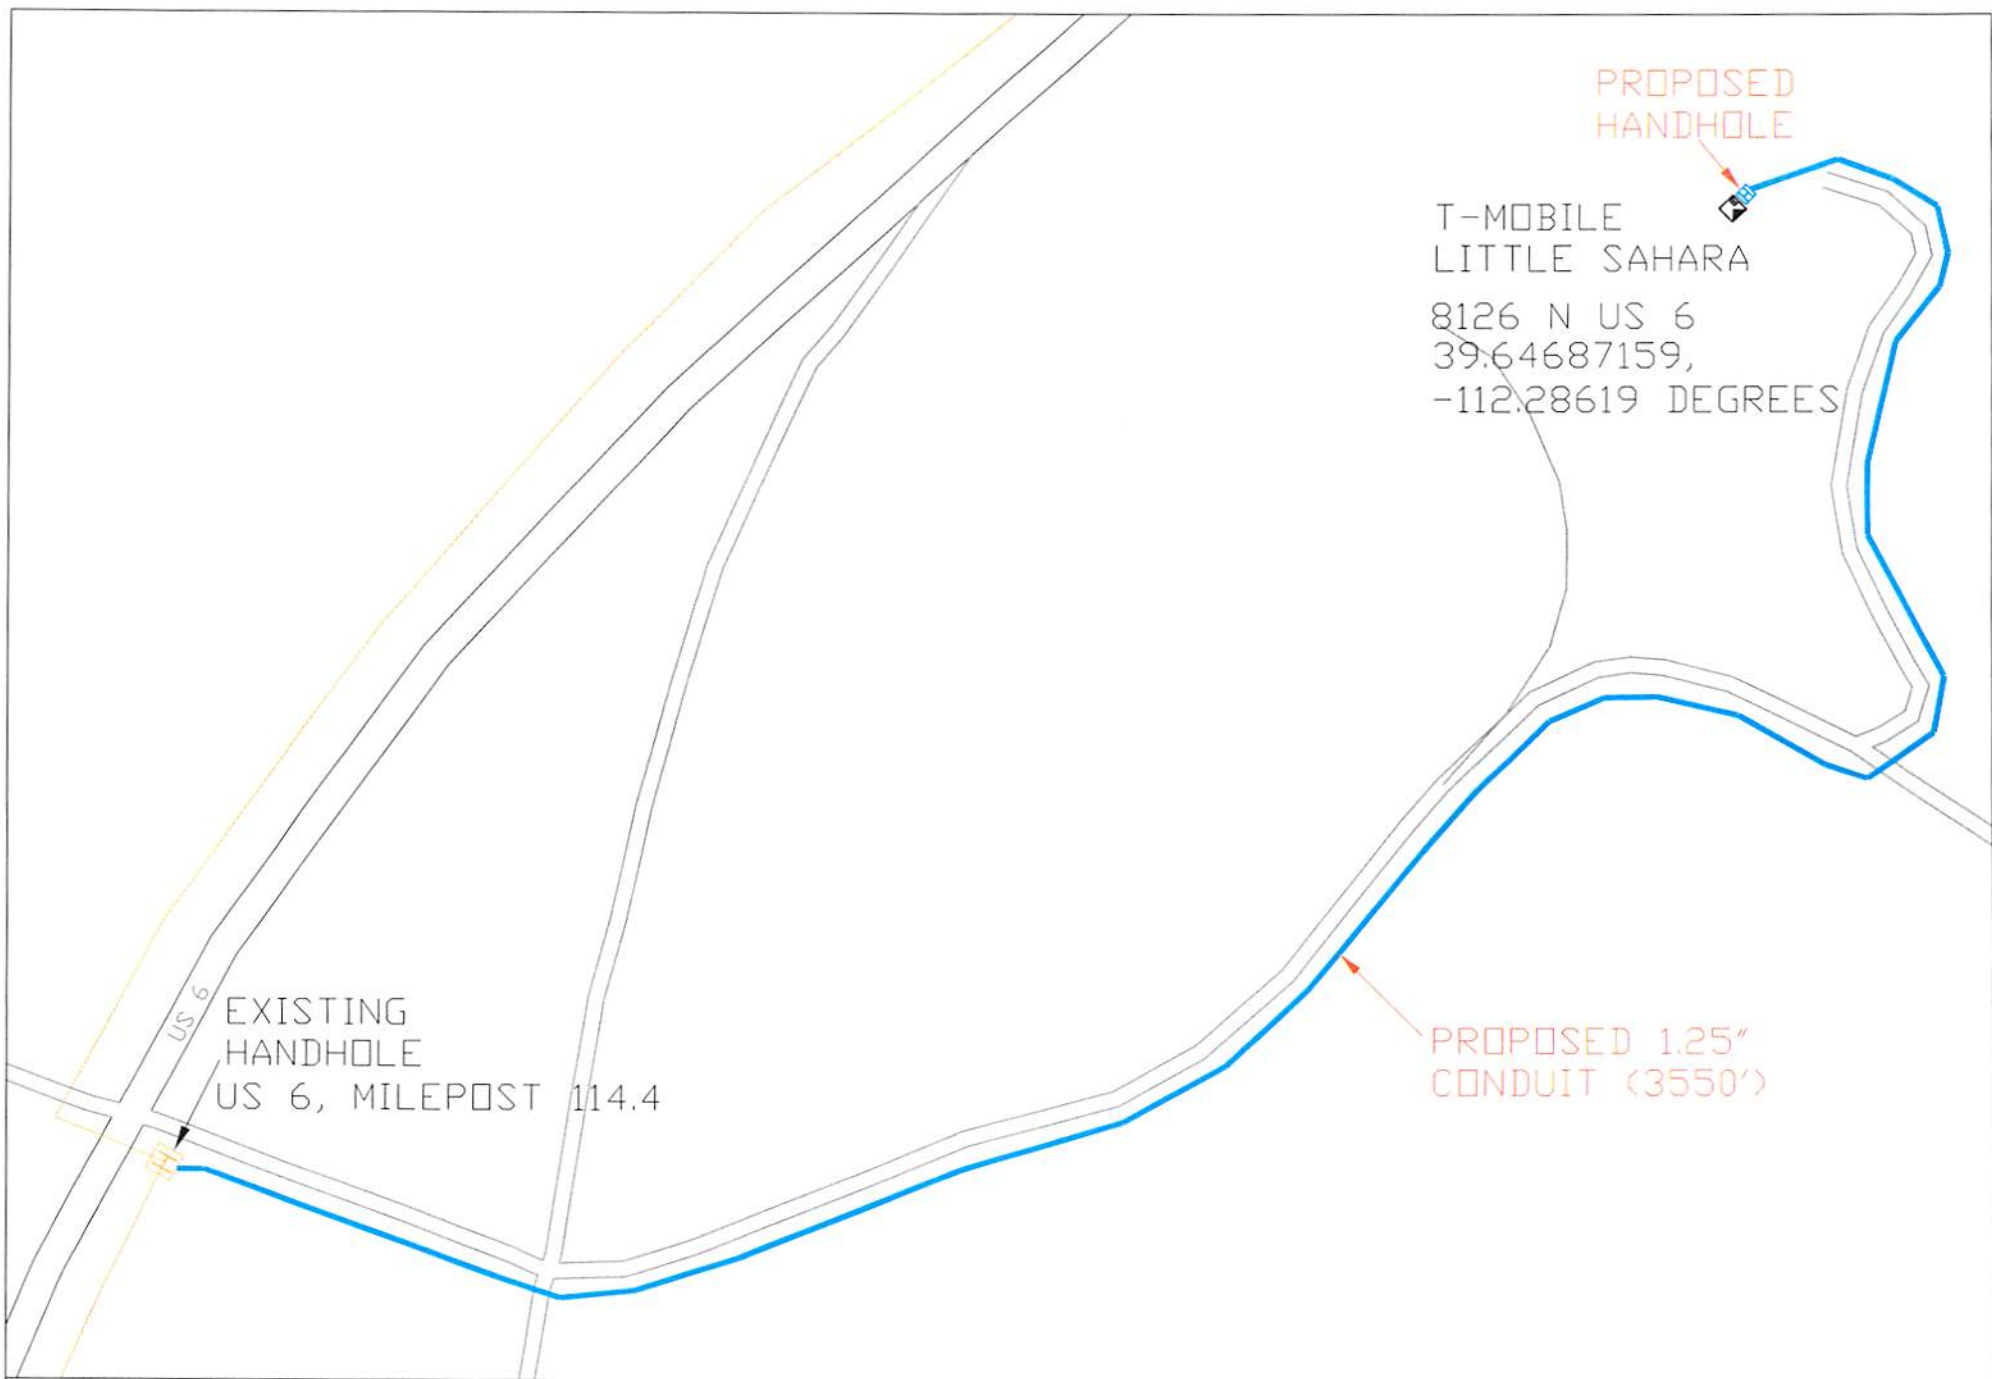 PROPOSED
HANDHOLE
T-MOBILE
LITTLE SAHARA
8126 N US 6
39.64687159,
-112.28619 DEGREES
US 6
EXISTING
HANDHOLE
US 6, MILEPOST 114.4
PROPOSED 1.25"
CONDUIT (3550')